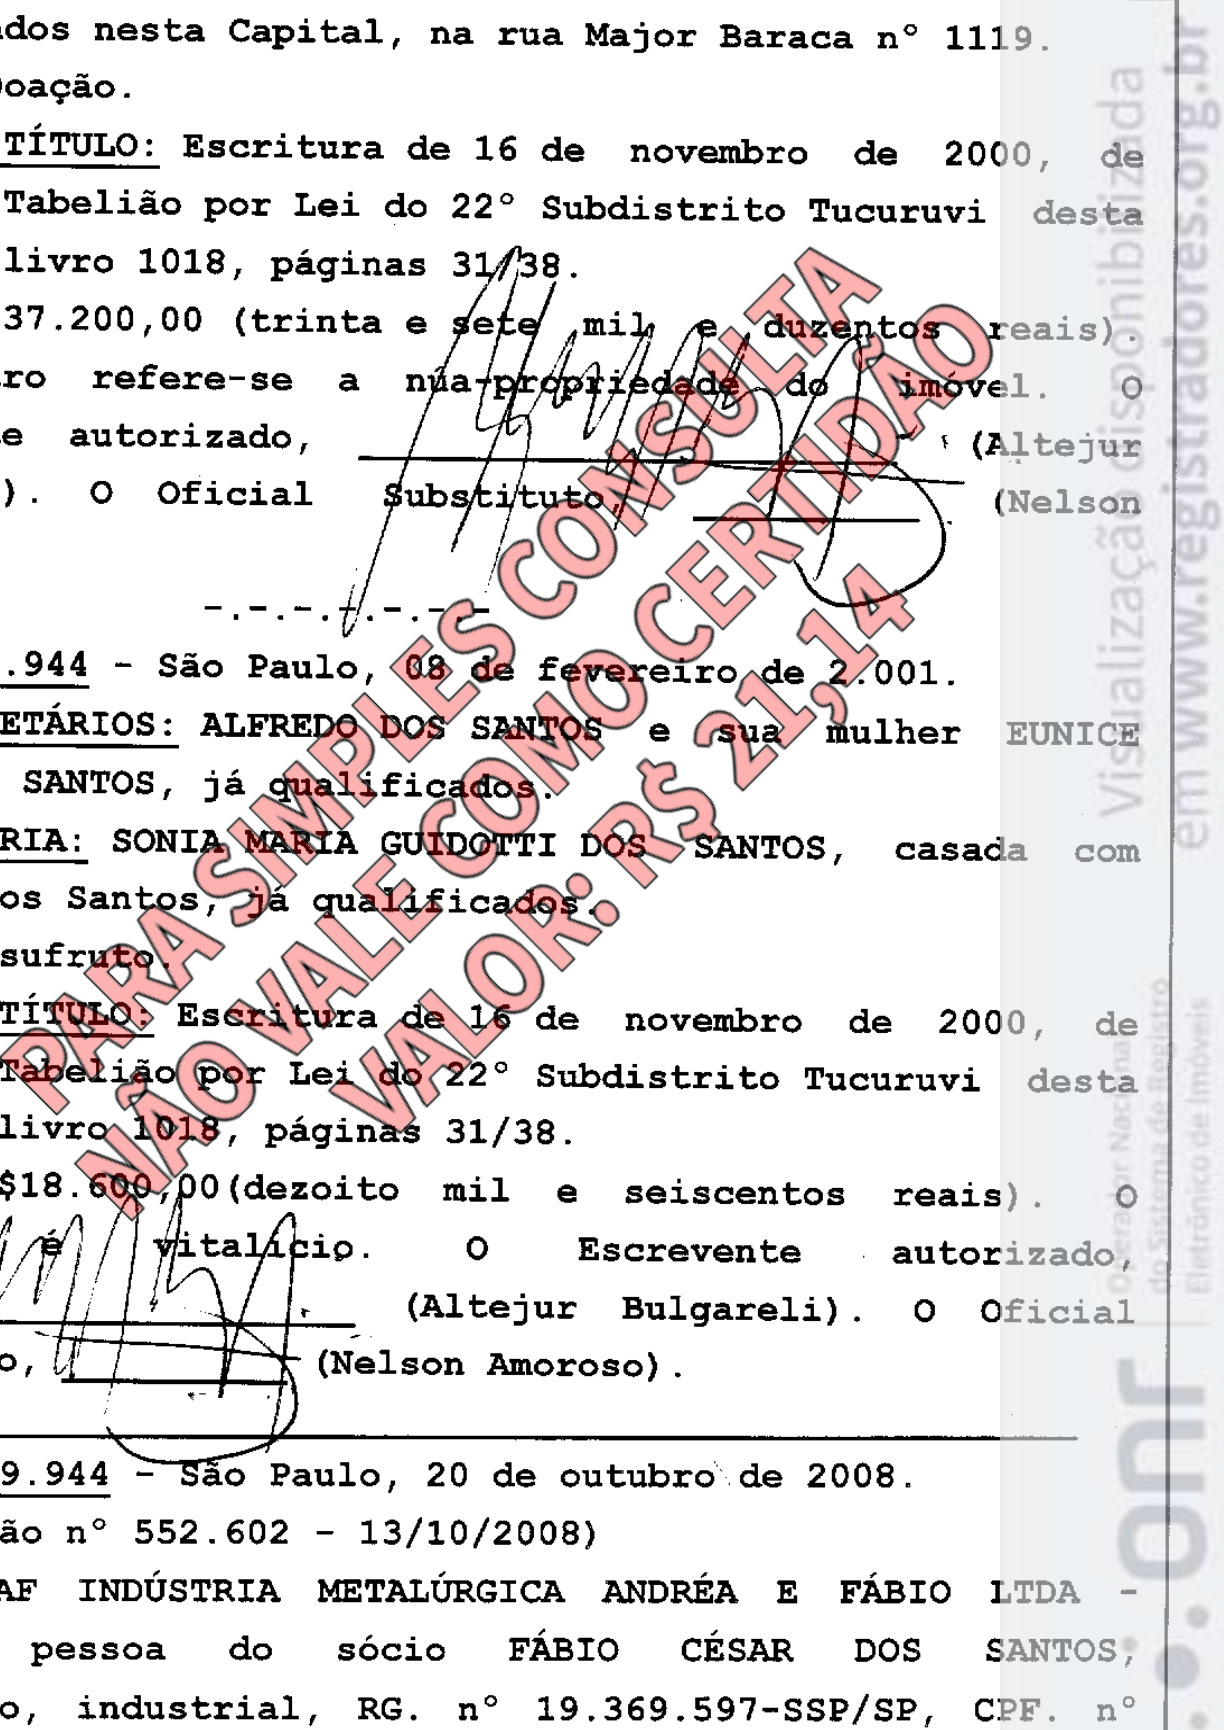 ados nesta Capital, na rua Major Baraca nº 1119.
Doação.
TÍTULO: Escritura de 16 de novembro de 2000, de
Tabelião por Lei do 22º Subdistrito Tucuruvi desta
livro 1018, páginas 31/38.
37.200,00 (trinta e sete mil e duzentos reais).
ro refere-se a núa-propriedade do imóvel. O
e autorizado, (Altejur
). O Oficial Substituto, (Nelson
-.-.-.-.-.-.-
.944 - São Paulo, 08 de fevereiro de 2.001.
ETÁRIOS: ALFREDO DOS SANTOS e sua mulher EUNICE
SANTOS, já qualificados.
RIA: SONIA MARIA GUIDOTTI DOS SANTOS, casada com
os Santos, já qualificados.
sufruto.
TÍTULO: Escritura de 16 de novembro de 2000, de
Tabelião por Lei do 22º Subdistrito Tucuruvi desta
livro 1018, páginas 31/38.
$18.600,00(dezoito mil e seiscentos reais). O
é vitalício. O Escrevente autorizado,
(Altejur Bulgareli). O Oficial
o, (Nelson Amoroso).
9.944 - São Paulo, 20 de outubro de 2008.
ão nº 552.602 - 13/10/2008)
AF INDÚSTRIA METALÚRGICA ANDRÉA E FÁBIO LTDA -
pessoa do sócio FÁBIO CÉSAR DOS SANTOS,
o, industrial, RG. nº 19.369.597-SSP/SP, CPF. nº
PARA SIMPLES CONSULTA
NÃO VALE COMO CERTIDÃO
VALOR: R$ 21,14
Visualização disponibilizada
em www.registradores.org.br
onr
Operador Nacional
do Sistema de Registro
Eletrônico de Imóveis